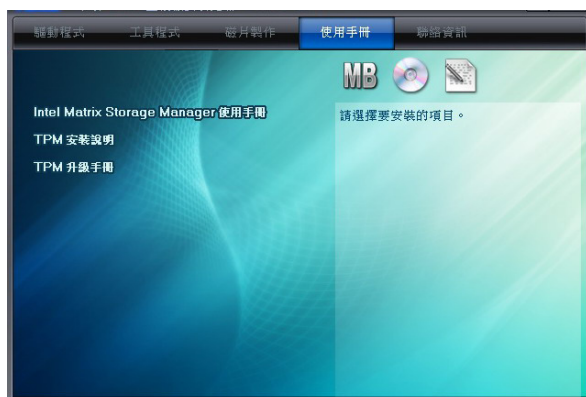 驅動程式 工具程式 磁片製作 使用手冊 聯絡資訊
MB
Intel Matrix Storage Manager 使用手冊
請選擇要安裝的項目。
TPM 安裝說明
TPM 升級手冊